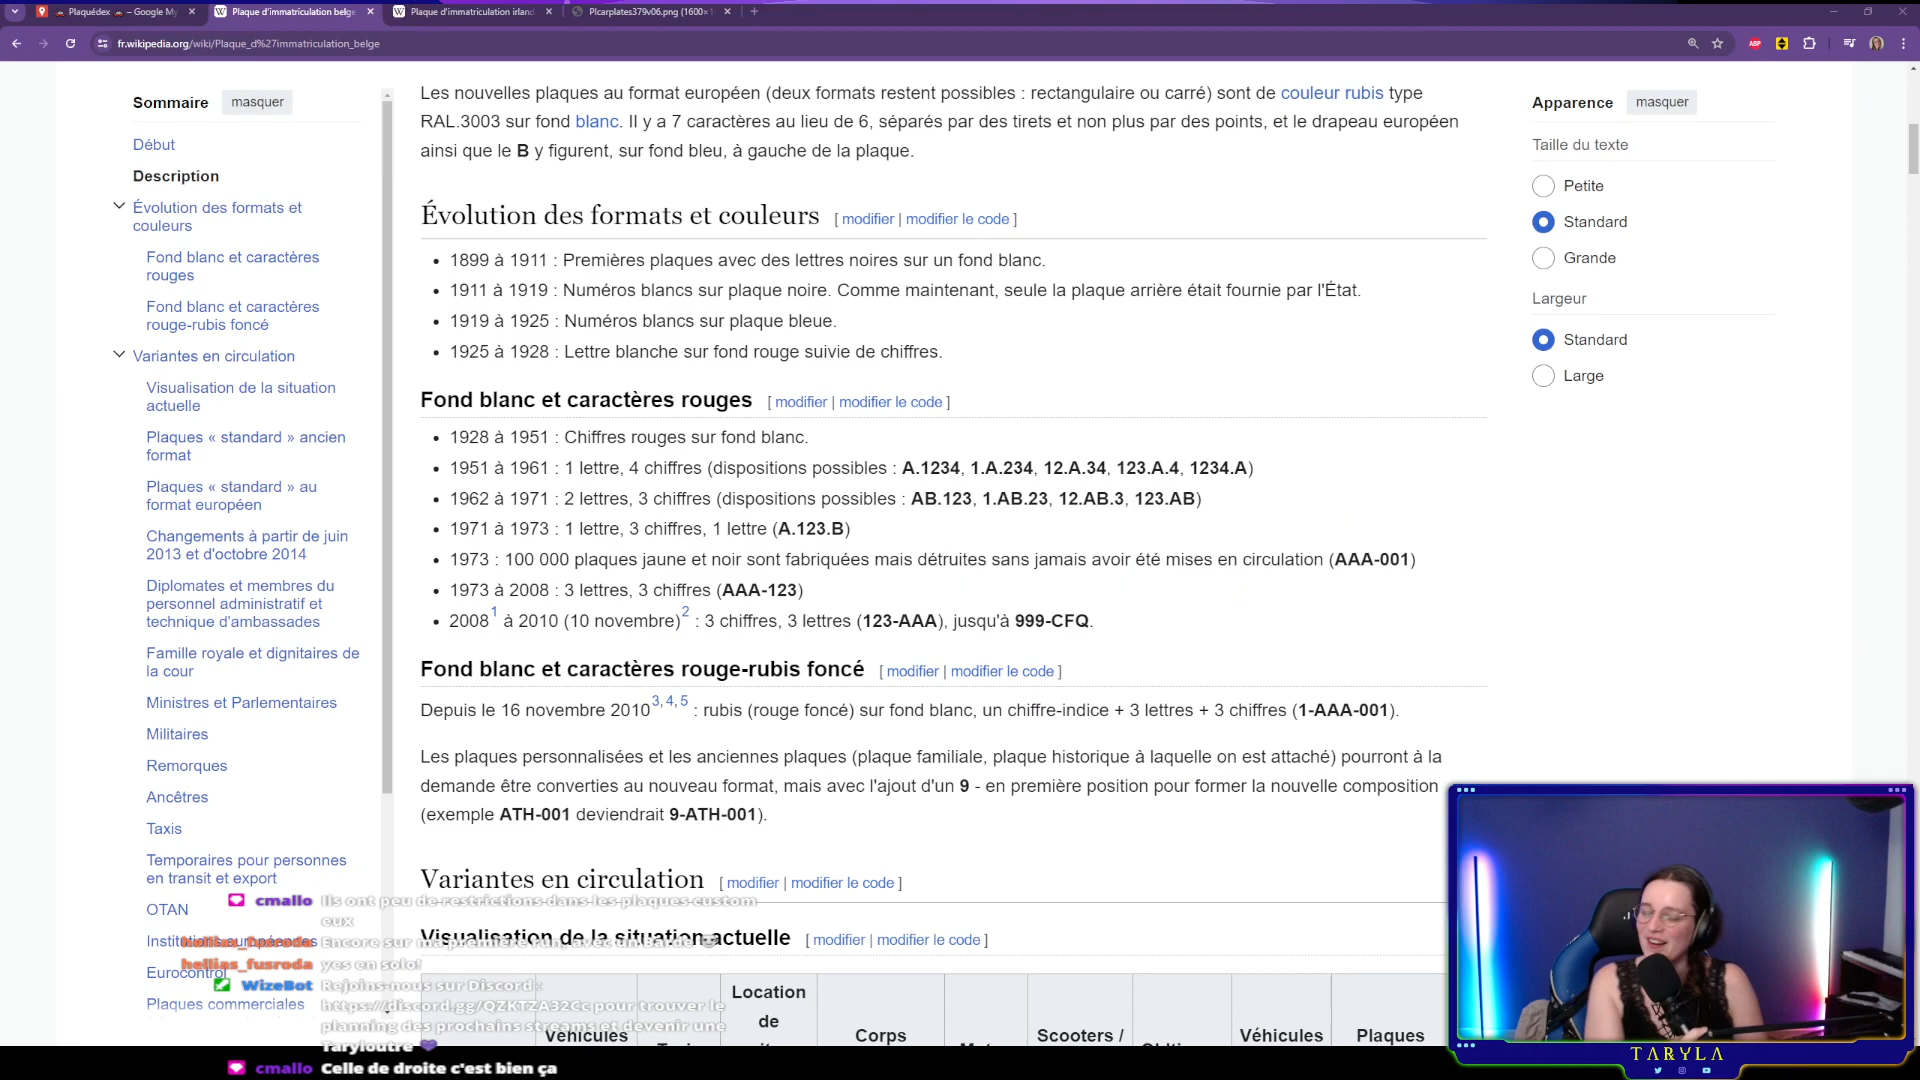 Plaquédex 🚗 – Google My
Plaque d'immatriculation belge
Plaque d'immatriculation irland
Plcarplates379v06.png (1600×1
fr.wikipedia.org/wiki/Plaque_d%27immatriculation_belge
ABP
Sommaire masquer
Début
Description
Évolution des formats et
couleurs
Fond blanc et caractères
rouges
Fond blanc et caractères
rouge-rubis foncé
Variantes en circulation
Visualisation de la situation
actuelle
Plaques « standard » ancien
format
Plaques « standard » au
format européen
Changements à partir de juin
2013 et d'octobre 2014
Diplomates et membres du
personnel administratif et
technique d'ambassades
Famille royale et dignitaires de
la cour
Ministres et Parlementaires
Militaires
Remorques
Ancêtres
Taxis
Temporaires pour personnes
en transit et export
OTAN
Institutions européennes
Eurocontrol
Plaques commerciales
Les nouvelles plaques au format européen (deux formats restent possibles : rectangulaire ou carré) sont de couleur rubis type
RAL.3003 sur fond blanc. Il y a 7 caractères au lieu de 6, séparés par des tirets et non plus par des points, et le drapeau européen
ainsi que le B y figurent, sur fond bleu, à gauche de la plaque.
Évolution des formats et couleurs [ modifier | modifier le code ]
• 1899 à 1911 : Premières plaques avec des lettres noires sur un fond blanc.
• 1911 à 1919 : Numéros blancs sur plaque noire. Comme maintenant, seule la plaque arrière était fournie par l'État.
• 1919 à 1925 : Numéros blancs sur plaque bleue.
• 1925 à 1928 : Lettre blanche sur fond rouge suivie de chiffres.
Fond blanc et caractères rouges [ modifier | modifier le code ]
• 1928 à 1951 : Chiffres rouges sur fond blanc.
• 1951 à 1961 : 1 lettre, 4 chiffres (dispositions possibles : A.1234, 1.A.234, 12.A.34, 123.A.4, 1234.A)
• 1962 à 1971 : 2 lettres, 3 chiffres (dispositions possibles : AB.123, 1.AB.23, 12.AB.3, 123.AB)
• 1971 à 1973 : 1 lettre, 3 chiffres, 1 lettre (A.123.B)
• 1973 : 100 000 plaques jaune et noir sont fabriquées mais détruites sans jamais avoir été mises en circulation (AAA-001)
• 1973 à 2008 : 3 lettres, 3 chiffres (AAA-123)
• 2008 1 à 2010 (10 novembre) 2 : 3 chiffres, 3 lettres (123-AAA), jusqu'à 999-CFQ.
Fond blanc et caractères rouge-rubis foncé [ modifier | modifier le code ]
Depuis le 16 novembre 2010 3, 4, 5 : rubis (rouge foncé) sur fond blanc, un chiffre-indice + 3 lettres + 3 chiffres (1-AAA-001).
Les plaques personnalisées et les anciennes plaques (plaque familiale, plaque historique à laquelle on est attaché) pourront à la
demande être converties au nouveau format, mais avec l'ajout d'un 9 - en première position pour former la nouvelle composition
(exemple ATH-001 deviendrait 9-ATH-001).
Variantes en circulation [ modifier | modifier le code ]
Visualisation de la situation actuelle [ modifier | modifier le code ]
Location
de
Véhicules
Corps
Scooters /
Véhicules
Plaques
Apparence masquer
Taille du texte
Petite
Standard
Grande
Largeur
Standard
Large
cmallo Ils ont peu de restrictions dans les plaques custom
eux
hellias_fusroda Encore sur ma première run, avec un Barde
hellias_fusroda yes en solo!
WizeBot Rejoins-nous sur Discord :
https://discord.gg/QZKTZA32Cc pour trouver le
planning des prochains streams et devenir une
Taryloutre 💜
cmallo Celle de droite c'est bien ça
TARYLA